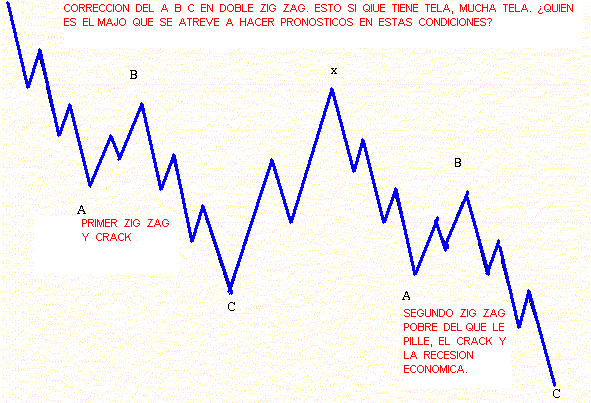 CORRECCION DEL A B C EN DOBLE ZIG ZAG. ESTO SI QIUE TIENE TELA, MUCHA TELA. ¿QUIEN
ES EL MAJO QUE SE ATREVE A HACER PRONOSTICOS EN ESTAS CONDICIONES?
x
B
B
A
PRIMER ZIG ZAG
Y CRACK
C
A
SEGUNDO ZIG ZAG
POBRE DEL QUE LE
PILLE, EL CRACK Y
LA RECESION
ECONOMICA.
C